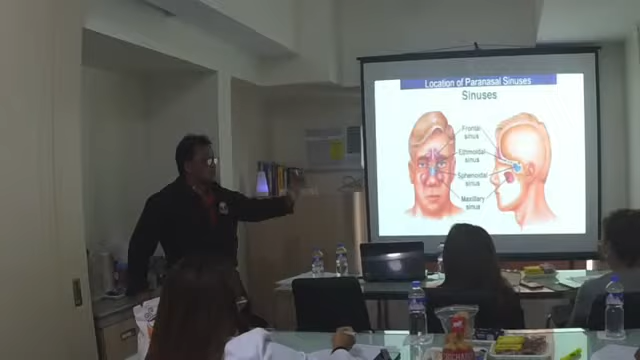 Location of Paranasal Sinuses
Sinuses
Frontal
sinus
Ethmoidal
sinus
Sphenoidal
sinus
Maxillary
sinus